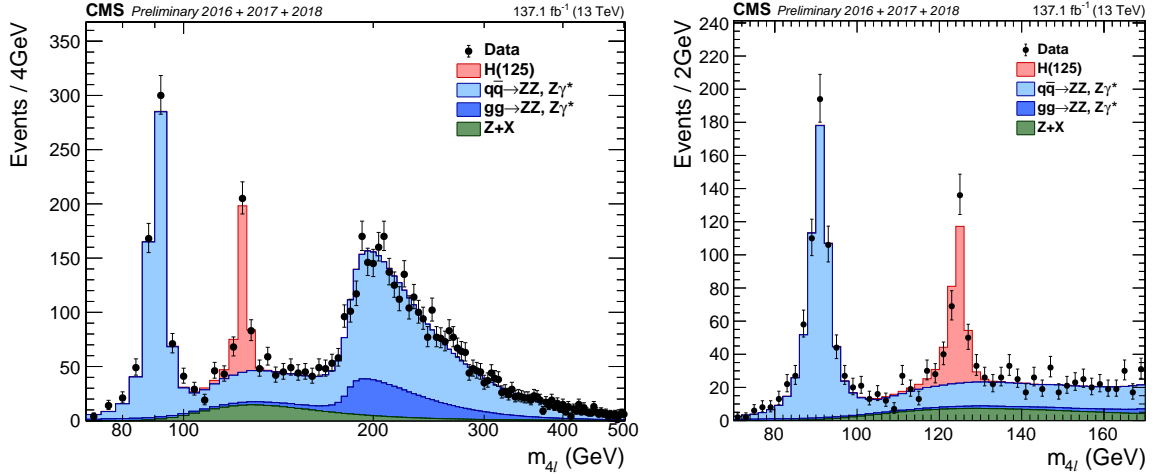 CMS Preliminary 2016 + 2017 + 2018 137.1 fb⁻¹ (13 TeV)
Events / 4GeV
350
300
250
200
150
100
50
0
Data
H(125)
qq̅→ZZ, Zγ*
gg→ZZ, Zγ*
Z+X
80 100 200 300 400 500
m4l (GeV)
CMS Preliminary 2016 + 2017 + 2018 137.1 fb⁻¹ (13 TeV)
Events / 2GeV
240
220
200
180
160
140
120
100
80
60
40
20
0
Data
H(125)
qq̅→ZZ, Zγ*
gg→ZZ, Zγ*
Z+X
80 100 120 140 160
m4l (GeV)